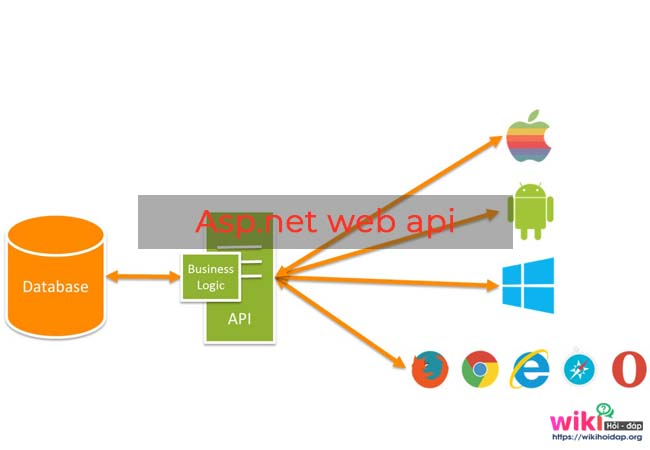 Asp.net web api
Database
Business
Logic
API
wiki
Hỏi - đáp
https://wikihoidap.org